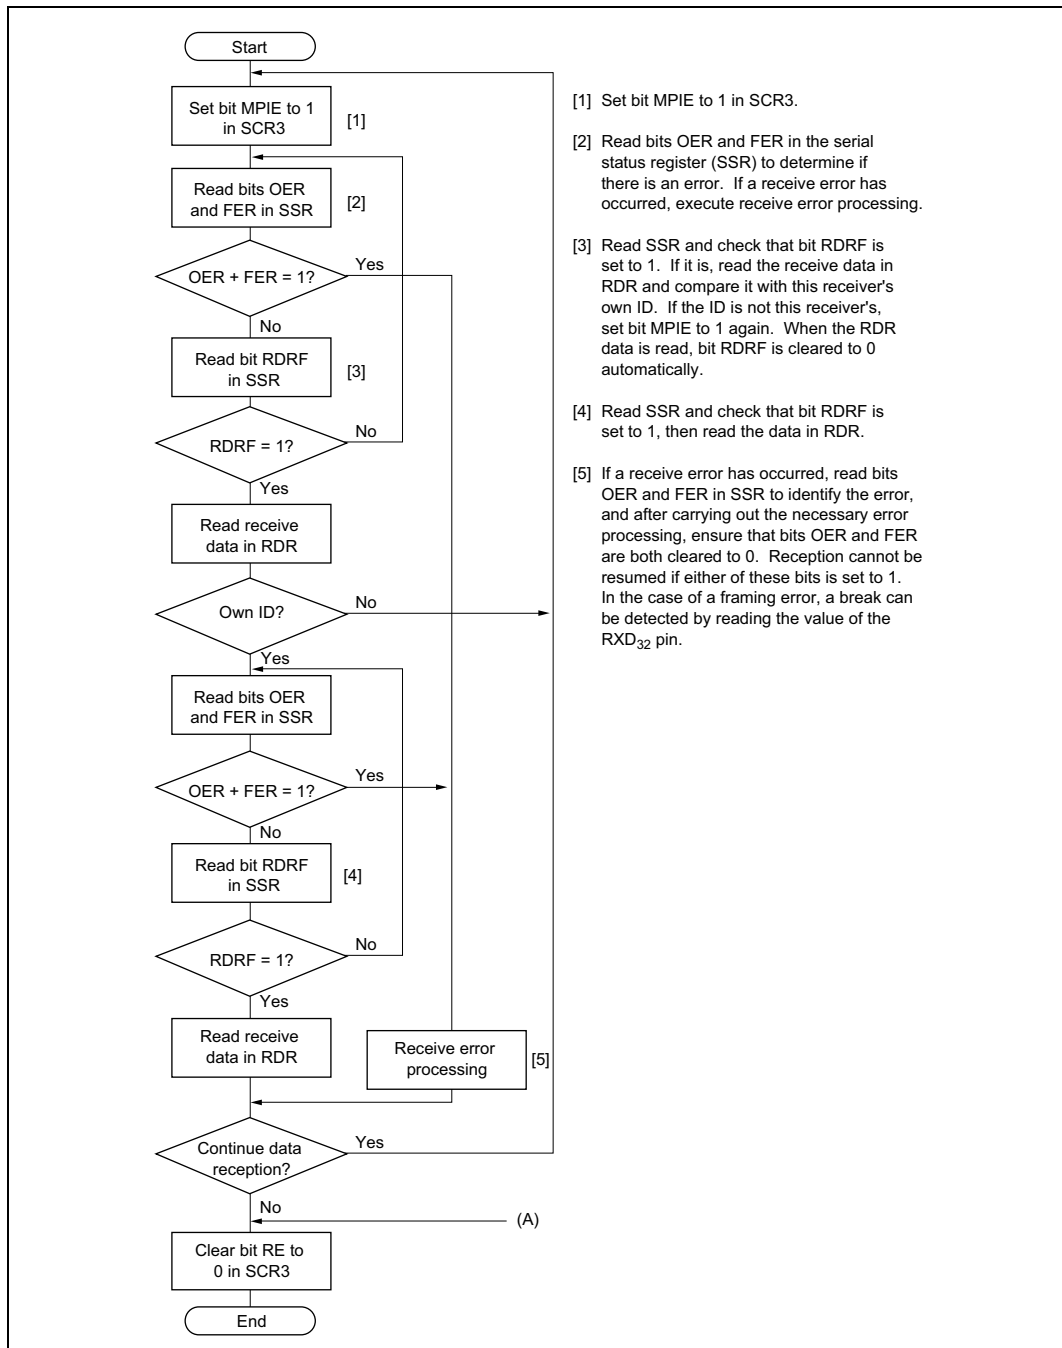 Start
Set bit MPIE to 1
in SCR3
[1]
Read bits OER
and FER in SSR
[2]
OER + FER = 1?
Yes
No
Read bit RDRF
in SSR
[3]
RDRF = 1?
No
Yes
Read receive
data in RDR
Own ID?
No
Yes
Read bits OER
and FER in SSR
OER + FER = 1?
Yes
No
Read bit RDRF
in SSR
[4]
RDRF = 1?
No
Yes
Read receive
data in RDR
Receive error
processing
[5]
Continue data
reception?
Yes
No
(A)
Clear bit RE to
0 in SCR3
End
[1] Set bit MPIE to 1 in SCR3.
[2] Read bits OER and FER in the serial
status register (SSR) to determine if
there is an error. If a receive error has
occurred, execute receive error processing.
[3] Read SSR and check that bit RDRF is
set to 1. If it is, read the receive data in
RDR and compare it with this receiver's
own ID. If the ID is not this receiver's,
set bit MPIE to 1 again. When the RDR
data is read, bit RDRF is cleared to 0
automatically.
[4] Read SSR and check that bit RDRF is
set to 1, then read the data in RDR.
[5] If a receive error has occurred, read bits
OER and FER in SSR to identify the error,
and after carrying out the necessary error
processing, ensure that bits OER and FER
are both cleared to 0. Reception cannot be
resumed if either of these bits is set to 1.
In the case of a framing error, a break can
be detected by reading the value of the
RXD32 pin.